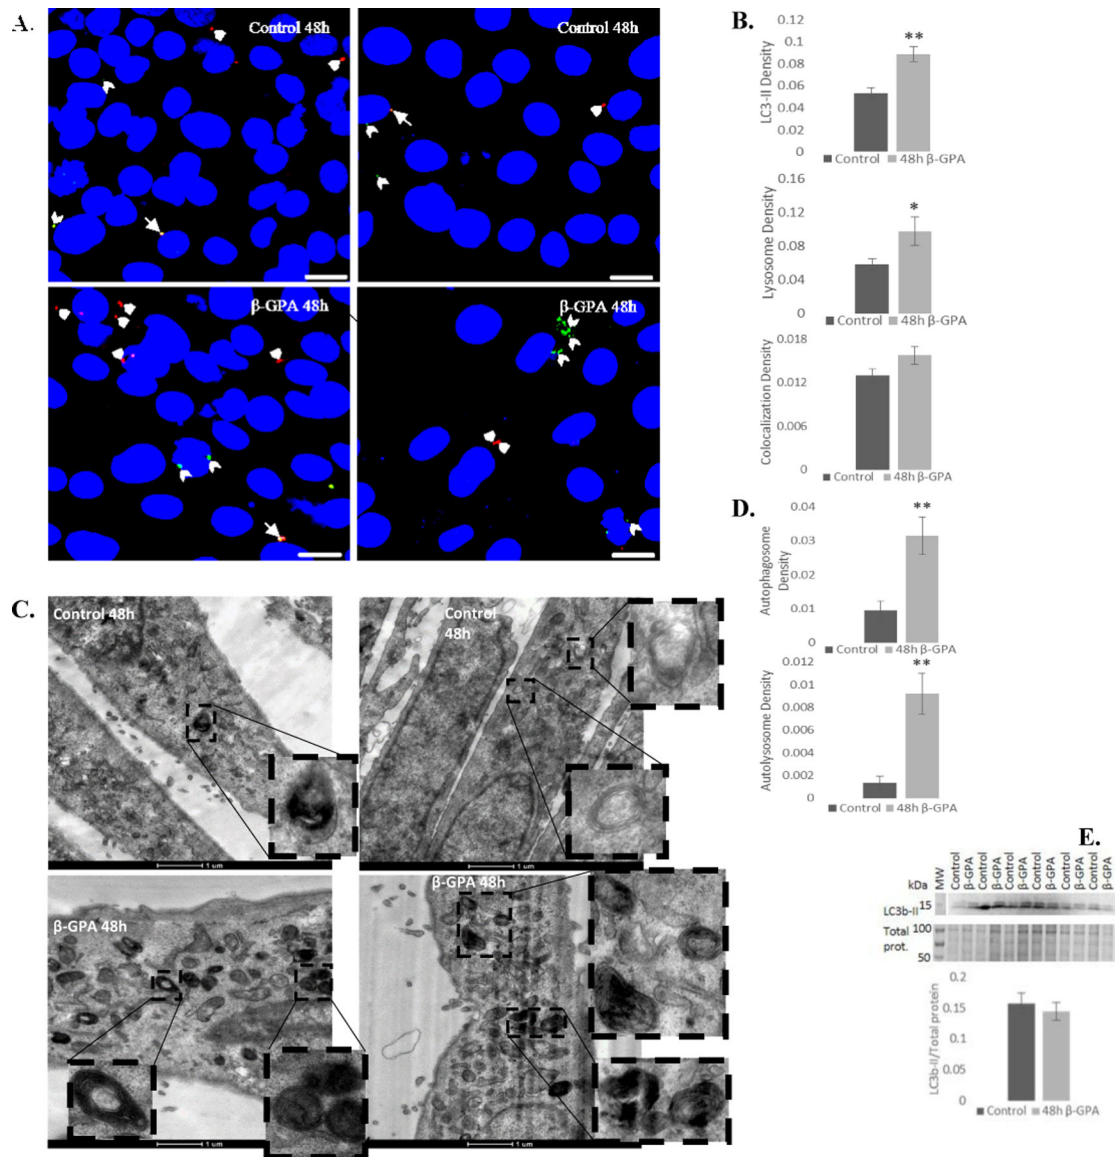 A.
Control 48h
Control 48h
β-GPA 48h
β-GPA 48h
B.
0.12
0.1
0.08
0.06
0.04
0.12
0
LC3-II Density
**
Control 48h β-GPA
0.16
0.12
0.08
0.04
0
Lysosome Density
*
Control 48h β-GPA
0.018
0.012
0.006
0
Colocalization Density
Control 48h β-GPA
C.
Control 48h
1 um
Control
48h
1 um
β-GPA 48h
1 um
β-GPA 48h
1 um
D.
0.04
0.03
0.01
0
Autophagosome
Density
**
Control 48h β-GPA
0.012
0.01
0.008
0.006
0.004
0.002
0
Autolysosome Density
**
Control 48h β-GPA
E.
kDa
MW
Control
β-GPA
Control
β-GPA
Control
β-GPA
Control
β-GPA
Control
β-GPA
Control
β-GPA
LC3b-II
15
Total
prot.
100
50
0.2
0.15
0.1
0.05
0
LC3b-II/Total protein
Control 48h β-GPA